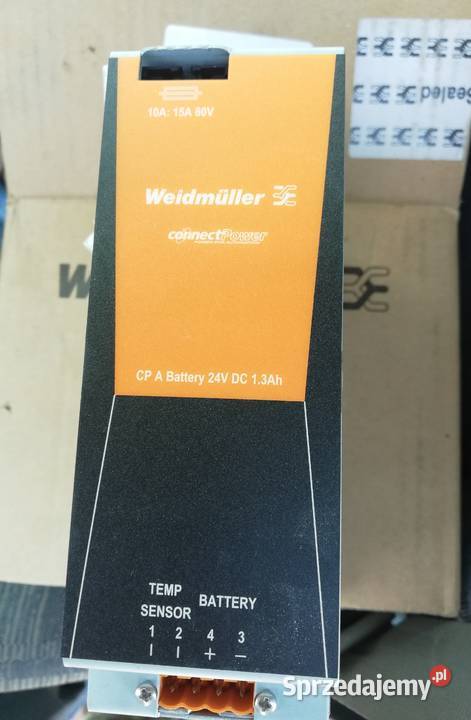 Sealed
10A: 15A 80V
Weidmüller
connectPower
W
CP A Battery 24V DC 1.3Ah
TEMP
SENSOR
BATTERY
1 2 4 3
+ −
Sprzedajemy.pl